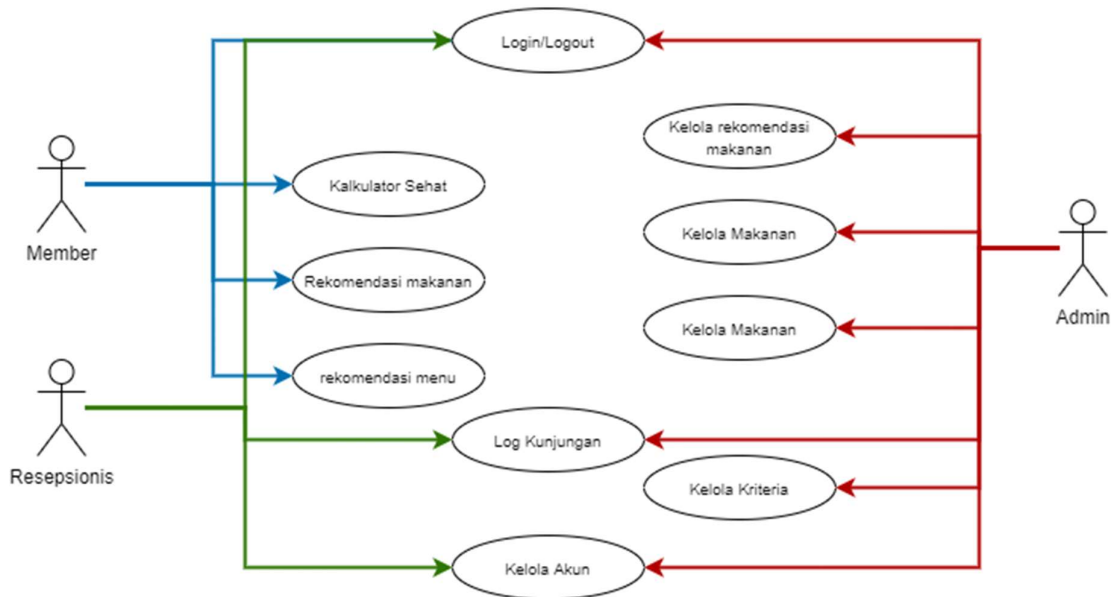 Login/Logout
Kelola rekomendasi
makanan
Kalkulator Sehat
Member
Kelola Makanan
Rekomendasi makanan
Admin
Kelola Makanan
rekomendasi menu
Log Kunjungan
Resepsionis
Kelola Kriteria
Kelola Akun